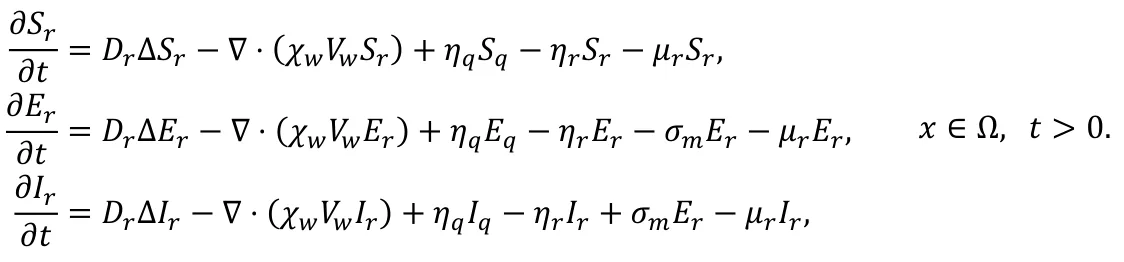 ∂S_r/∂t = D_rΔS_r − ∇ · (χ_wV_wS_r) + η_qS_q − η_rS_r − μ_rS_r,
∂E_r/∂t = D_rΔE_r − ∇ · (χ_wV_wE_r) + η_qE_q − η_rE_r − σ_mE_r − μ_rE_r, x ∈ Ω, t > 0.
∂I_r/∂t = D_rΔI_r − ∇ · (χ_wV_wI_r) + η_qI_q − η_rI_r + σ_mE_r − μ_rI_r,